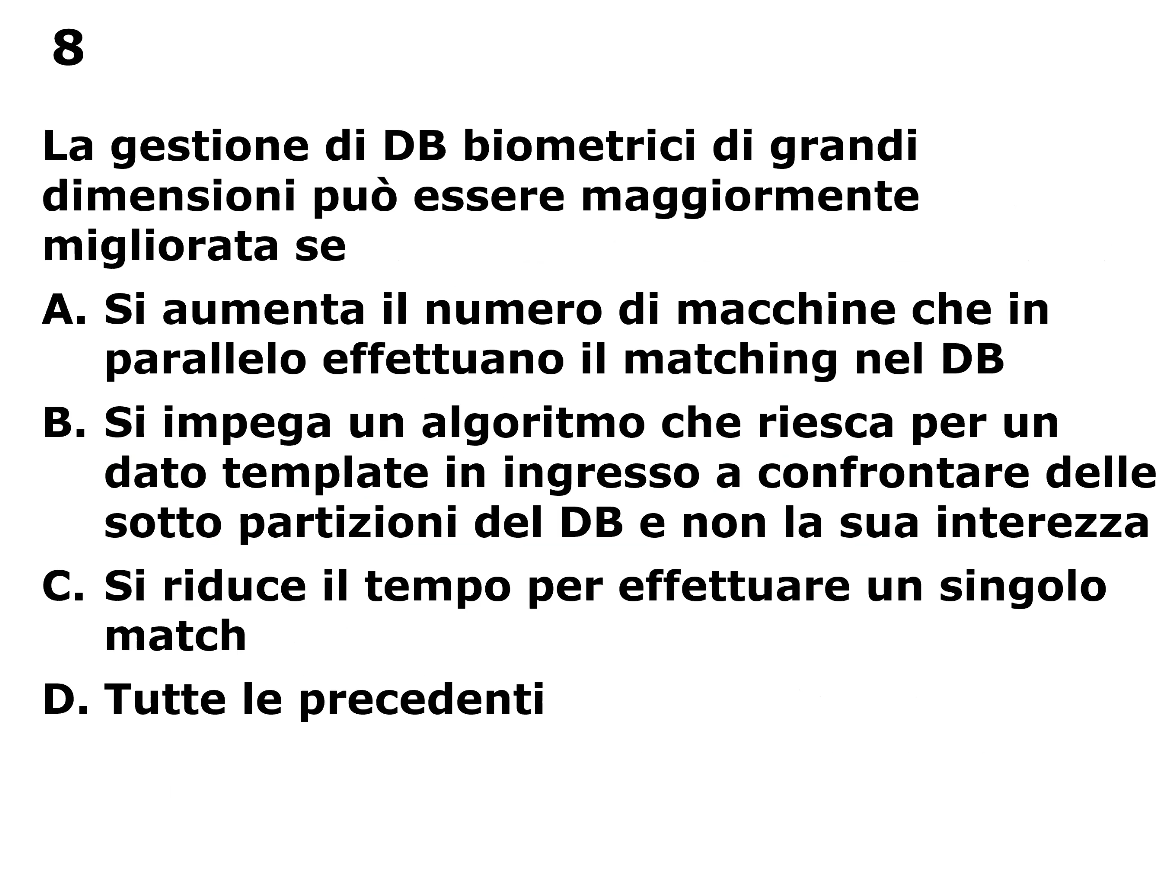 8
La gestione di DB biometrici di grandi
dimensioni può essere maggiormente
migliorata se
A. Si aumenta il numero di macchine che in
parallelo effettuano il matching nel DB
B. Si impega un algoritmo che riesca per un
dato template in ingresso a confrontare delle
sotto partizioni del DB e non la sua interezza
C. Si riduce il tempo per effettuare un singolo
match
D. Tutte le precedenti